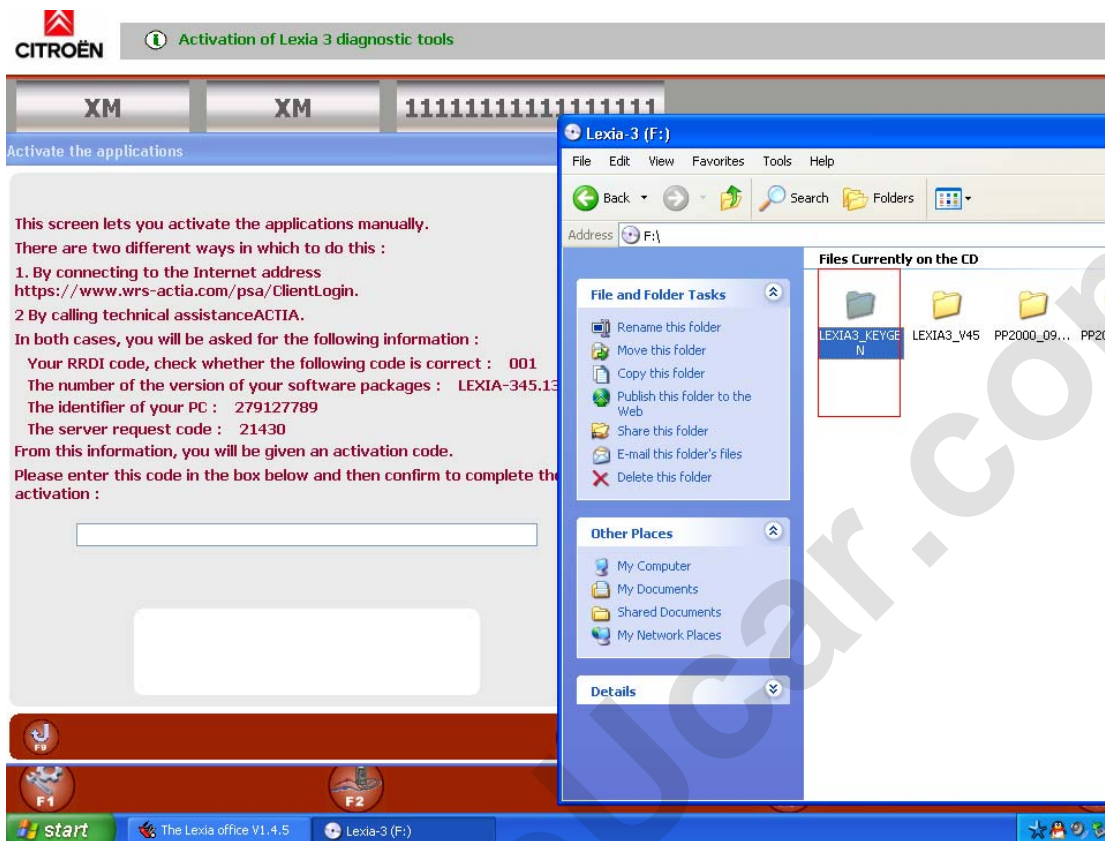 CITROËN
Activation of Lexia 3 diagnostic tools
XM
XM
11111111111111111
Activate the applications
This screen lets you activate the applications manually.
There are two different ways in which to do this :
1. By connecting to the Internet address
https://www.wrs-actia.com/psa/ClientLogin.
2 By calling technical assistanceACTIA.
In both cases, you will be asked for the following information :
Your RRDI code, check whether the following code is correct : 001
The number of the version of your software packages : LEXIA-345.13
The identifier of your PC : 279127789
The server request code : 21430
From this information, you will be given an activation code.
Please enter this code in the box below and then confirm to complete the
activation :
F9
F1
F2
Lexia-3 (F:)
File Edit View Favorites Tools Help
Back
Search
Folders
Address F:\
File and Folder Tasks
Rename this folder
Move this folder
Copy this folder
Publish this folder to the
Web
Share this folder
E-mail this folder's files
Delete this folder
Other Places
My Computer
My Documents
Shared Documents
My Network Places
Details
Files Currently on the CD
LEXIA3_KEYGE
N
LEXIA3_V45
PP2000_09...
PP20
start
The Lexia office V1.4.5
Lexia-3 (F:)